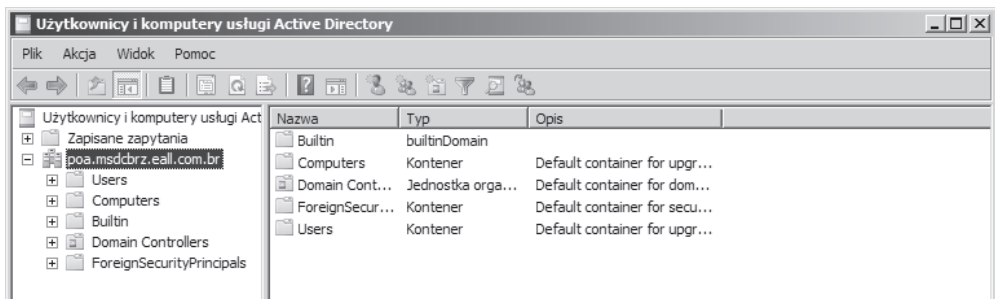 Użytkownicy i komputery usługi Active Directory
Plik Akcja Widok Pomoc
Użytkownicy i komputery usługi Act
Zapisane zapytania
poa.msdcbrz.eall.com.br
Users
Computers
Builtin
Domain Controllers
ForeignSecurityPrincipals
Nazwa Typ Opis
Builtin builtinDomain
Computers Kontener Default container for upgr...
Domain Cont... Jednostka orga... Default container for dom...
ForeignSecur... Kontener Default container for secu...
Users Kontener Default container for upgr...